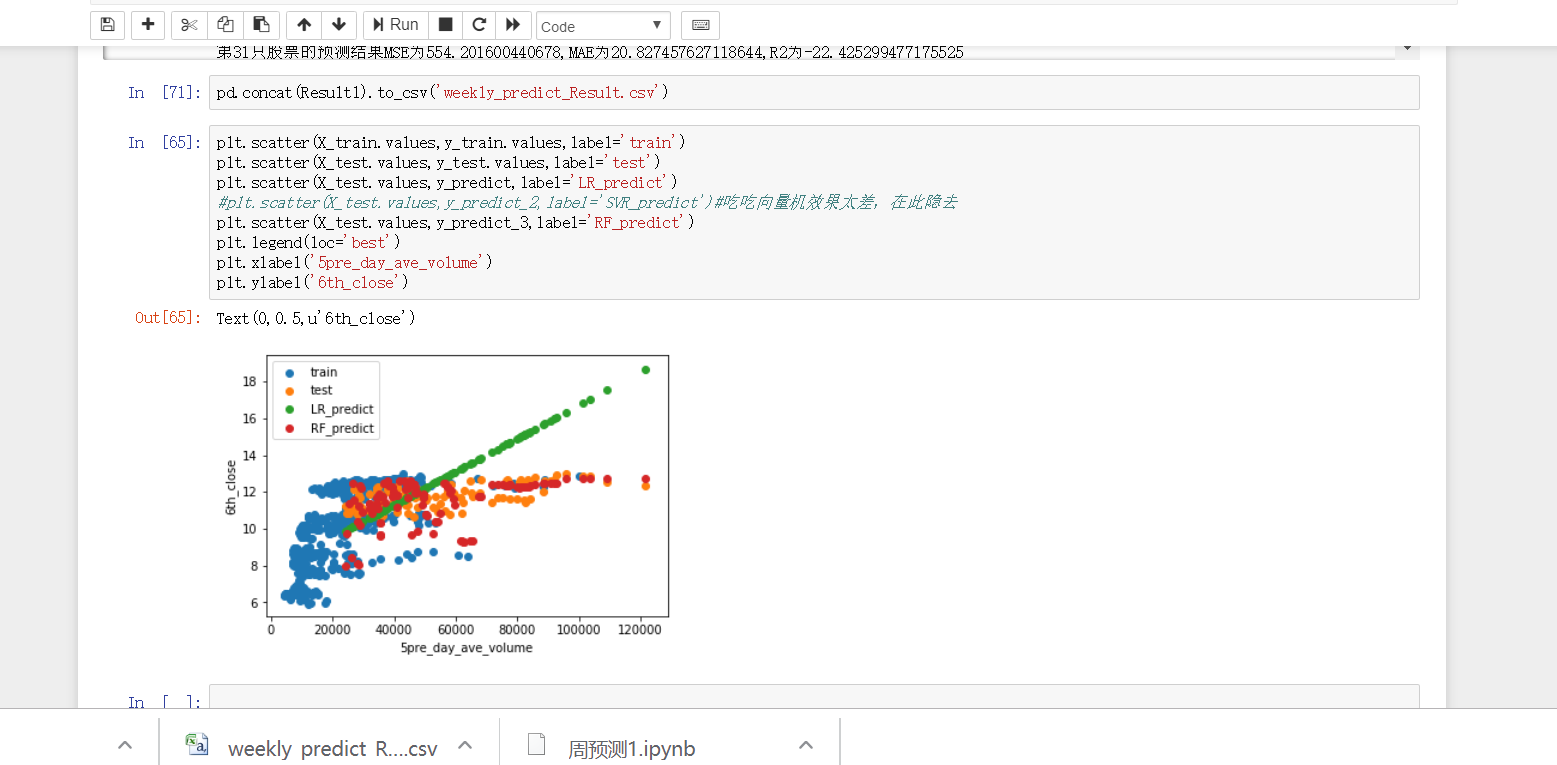 Run
Code
第31只股票的预测结果MSE为554.201600440678,MAE为20.827457627118644,R2为-22.425299477175525
In [71]: pd.concat(Result1).to_csv('weekly_predict_Result.csv')
In [65]: plt.scatter(X_train.values,y_train.values,label='train')
plt.scatter(X_test.values,y_test.values,label='test')
plt.scatter(X_test.values,y_predict,label='LR_predict')
#plt.scatter(X_test.values,y_predict_2,label='SVR_predict')#吃吃向量机效果太差，在此隐去
plt.scatter(X_test.values,y_predict_3,label='RF_predict')
plt.legend(loc='best')
plt.xlabel('5pre_day_ave_volume')
plt.ylabel('6th_close')
Out[65]: Text(0,0.5,u'6th_close')
train
test
LR_predict
RF_predict
18
16
14
12
10
8
6
6th_close
0 20000 40000 60000 80000 100000 120000
5pre_day_ave_volume
In [ ]:
weekly_predict_R....csv
周预测1.ipynb